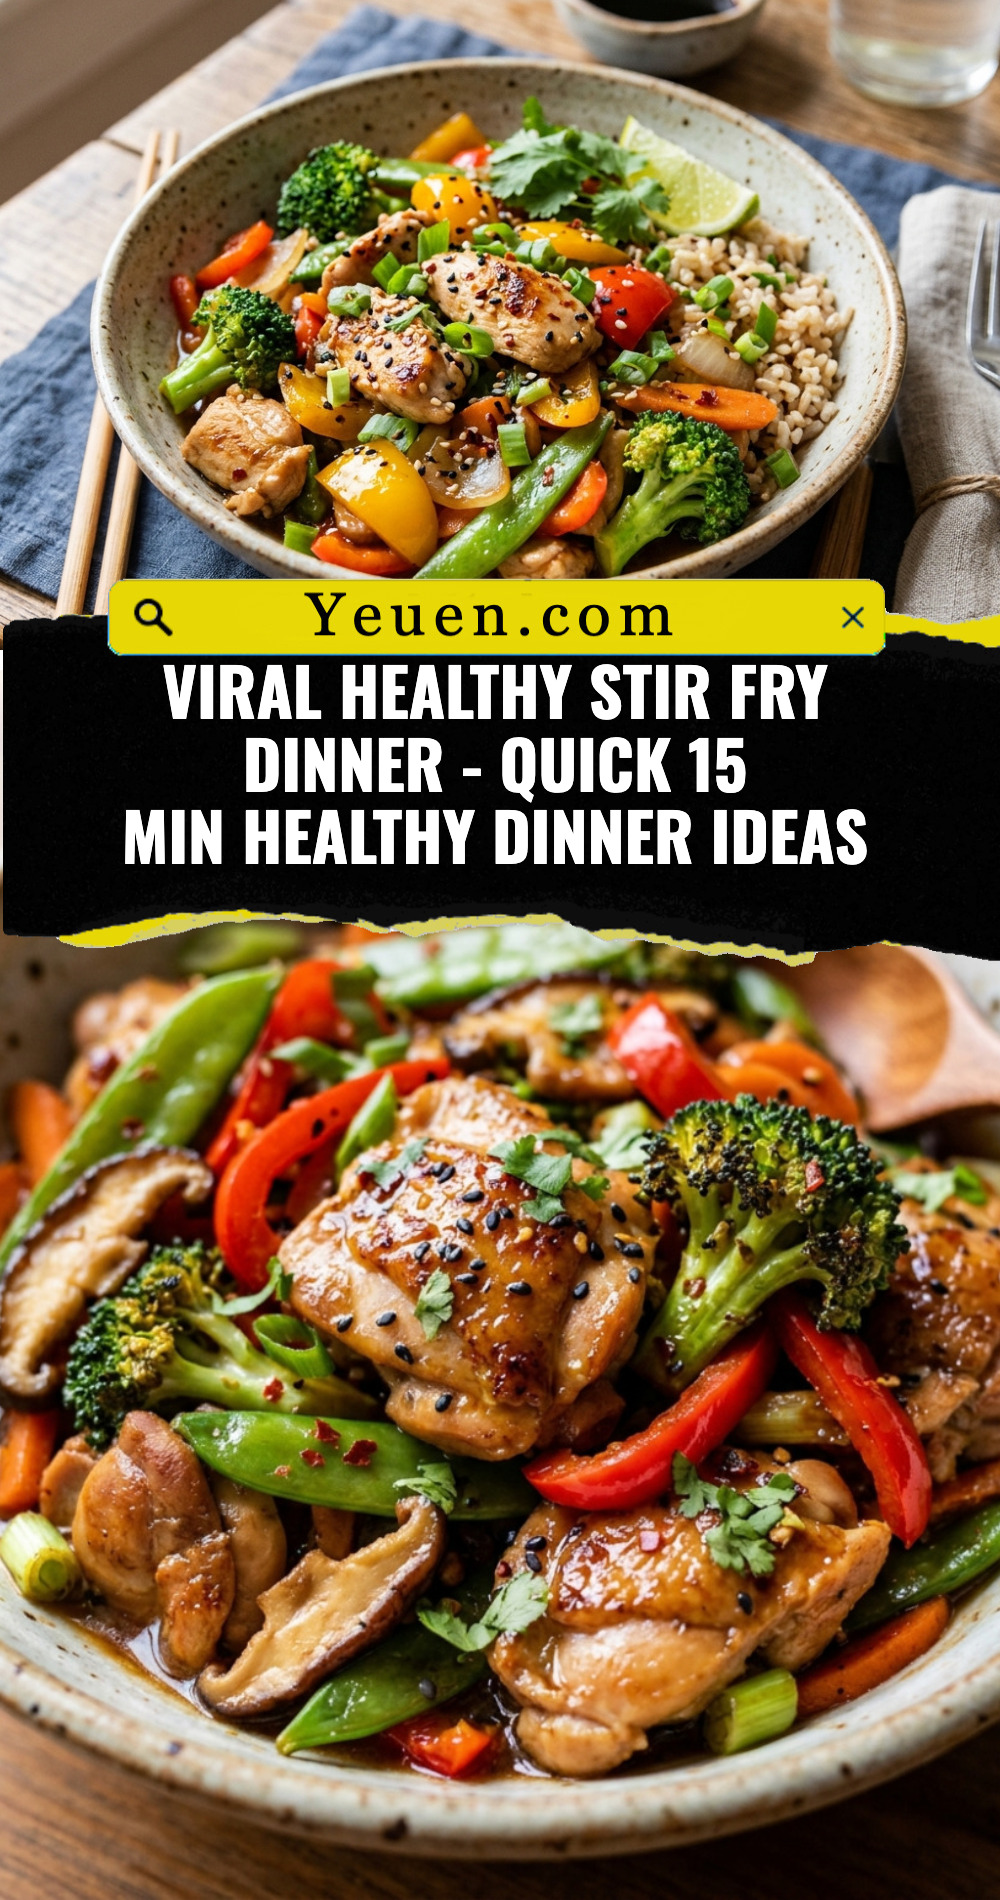 Yeuen.com
VIRAL HEALTHY STIR FRY
DINNER - QUICK 15
MIN HEALTHY DINNER IDEAS